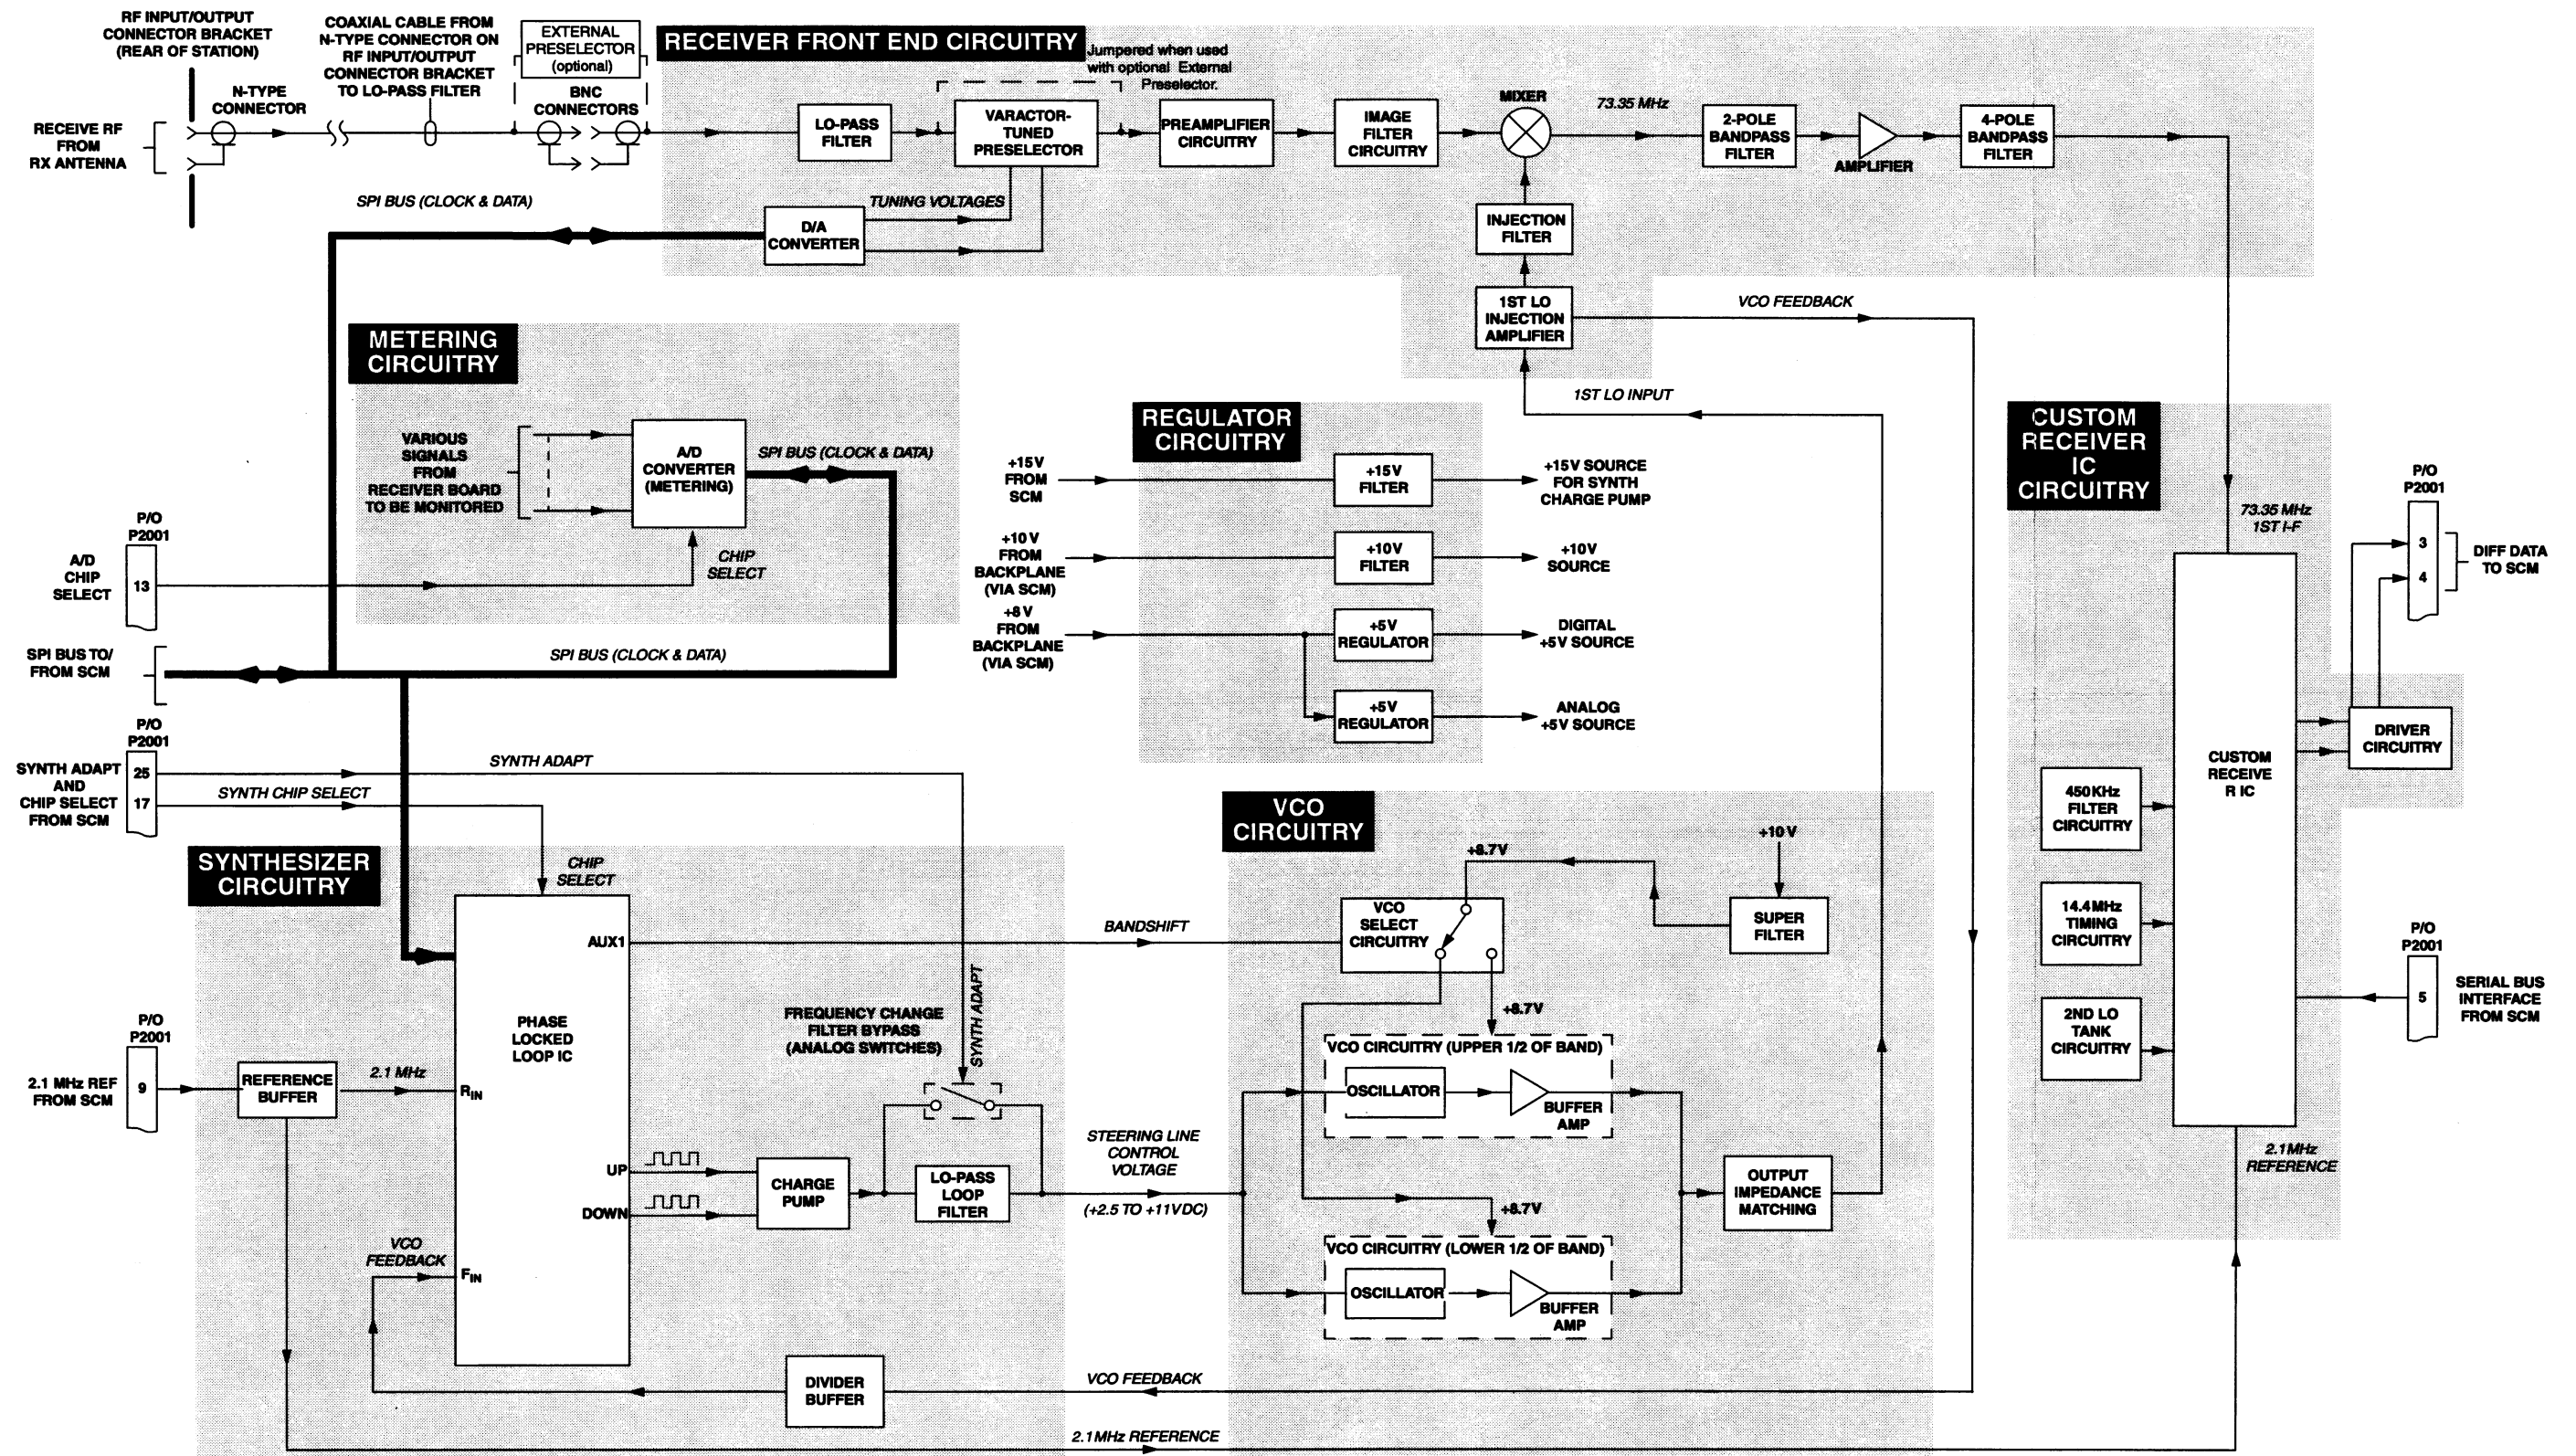 RF INPUT/OUTPUT
CONNECTOR BRACKET
(REAR OF STATION)
COAXIAL CABLE FROM
N-TYPE CONNECTOR ON
RF INPUT/OUTPUT
CONNECTOR BRACKET
TO LO-PASS FILTER
EXTERNAL
PRESELECTOR
(optional)
RECEIVER FRONT END CIRCUITRY
Jumpered when used
with optional External
Preselector.
N-TYPE
CONNECTOR
BNC
CONNECTORS
RECEIVE RF
FROM
RX ANTENNA
LO-PASS
FILTER
VARACTOR-
TUNED
PRESELECTOR
PREAMPLIFIER
CIRCUITRY
IMAGE
FILTER
CIRCUITRY
MIXER
73.35 MHz
2-POLE
BANDPASS
FILTER
AMPLIFIER
4-POLE
BANDPASS
FILTER
SPI BUS (CLOCK & DATA)
TUNING VOLTAGES
D/A
CONVERTER
INJECTION
FILTER
1ST LO
INJECTION
AMPLIFIER
VCO FEEDBACK
1ST LO INPUT
METERING
CIRCUITRY
VARIOUS
SIGNALS
FROM
RECEIVER BOARD
TO BE MONITORED
A/D
CONVERTER
(METERING)
SPI BUS (CLOCK & DATA)
CHIP
SELECT
P/O
P2001
A/D
CHIP
SELECT
13
SPI BUS TO/
FROM SCM
SPI BUS (CLOCK & DATA)
REGULATOR
CIRCUITRY
+15V
FROM
SCM
+15V
FILTER
+15V SOURCE
FOR SYNTH
CHARGE PUMP
+10V
FROM
BACKPLANE
(VIA SCM)
+10V
FILTER
+10V
SOURCE
+8V
FROM
BACKPLANE
(VIA SCM)
+5V
REGULATOR
DIGITAL
+5V SOURCE
+5V
REGULATOR
ANALOG
+5V SOURCE
CUSTOM
RECEIVER
IC
CIRCUITRY
73.35 MHz
1ST I-F
P/O
P2001
3
4
DIFF DATA
TO SCM
DRIVER
CIRCUITRY
CUSTOM
RECEIVE
R IC
450KHz
FILTER
CIRCUITRY
14.4MHz
TIMING
CIRCUITRY
2ND LO
TANK
CIRCUITRY
P/O
P2001
5
SERIAL BUS
INTERFACE
FROM SCM
2.1MHz
REFERENCE
P/O
P2001
SYNTH ADAPT
AND
CHIP SELECT
FROM SCM
25
17
SYNTH ADAPT
SYNTH CHIP SELECT
SYNTHESIZER
CIRCUITRY
CHIP
SELECT
AUX1
PHASE
LOCKED
LOOP IC
P/O
P2001
2.1 MHz REF
FROM SCM
9
REFERENCE
BUFFER
2.1 MHz
RIN
UP
DOWN
VCO
FEEDBACK
FIN
FREQUENCY CHANGE
FILTER BYPASS
(ANALOG SWITCHES)
SYNTH ADAPT
CHARGE
PUMP
LO-PASS
LOOP
FILTER
DIVIDER
BUFFER
BANDSHIFT
STEERING LINE
CONTROL
VOLTAGE
(+2.5 TO +11VDC)
VCO FEEDBACK
2.1MHz REFERENCE
VCO
CIRCUITRY
+8.7V
+10V
VCO
SELECT
CIRCUITRY
SUPER
FILTER
+8.7V
VCO CIRCUITRY (UPPER 1/2 OF BAND)
OSCILLATOR
BUFFER
AMP
+8.7V
VCO CIRCUITRY (LOWER 1/2 OF BAND)
OSCILLATOR
BUFFER
AMP
OUTPUT
IMPEDANCE
MATCHING